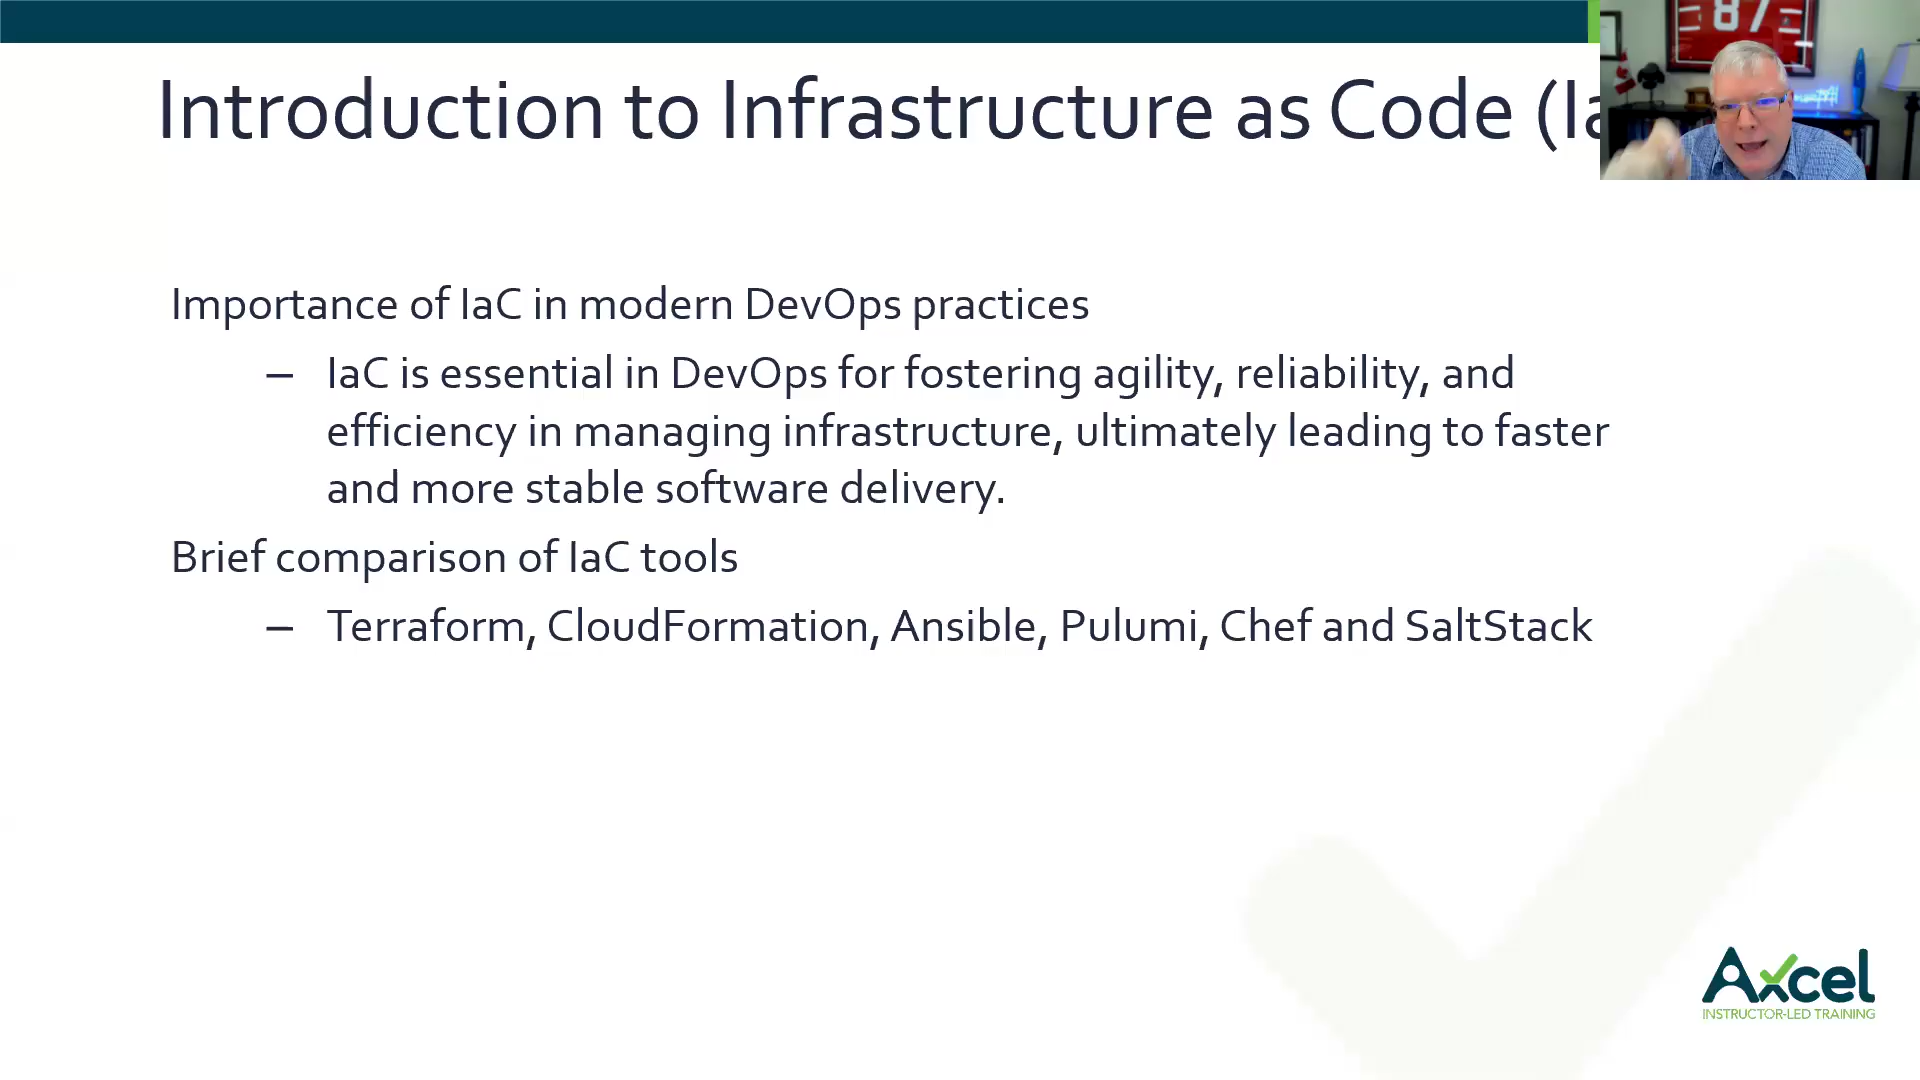 Introduction to Infrastructure as Code (Ia
87
Importance of IaC in modern DevOps practices
– IaC is essential in DevOps for fostering agility, reliability, and
efficiency in managing infrastructure, ultimately leading to faster
and more stable software delivery.
Brief comparison of IaC tools
– Terraform, CloudFormation, Ansible, Pulumi, Chef and SaltStack
Axcel
INSTRUCTOR-LED TRAINING